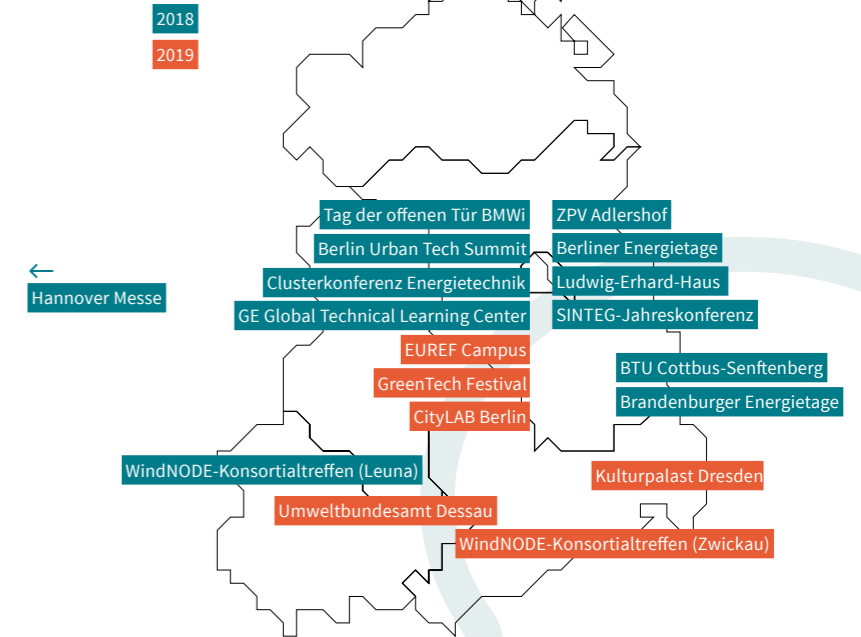 2018
2019
Tag der offenen Tür BMWi
ZPV Adlershof
Berlin Urban Tech Summit
Berliner Energietage
Clusterkonferenz Energietechnik
Ludwig-Erhard-Haus
←
Hannover Messe
GE Global Technical Learning Center
SINTEG-Jahreskonferenz
EUREF Campus
BTU Cottbus-Senftenberg
GreenTech Festival
Brandenburger Energietage
CityLAB Berlin
WindNODE-Konsortialtreffen (Leuna)
Kulturpalast Dresden
Umweltbundesamt Dessau
WindNODE-Konsortialtreffen (Zwickau)